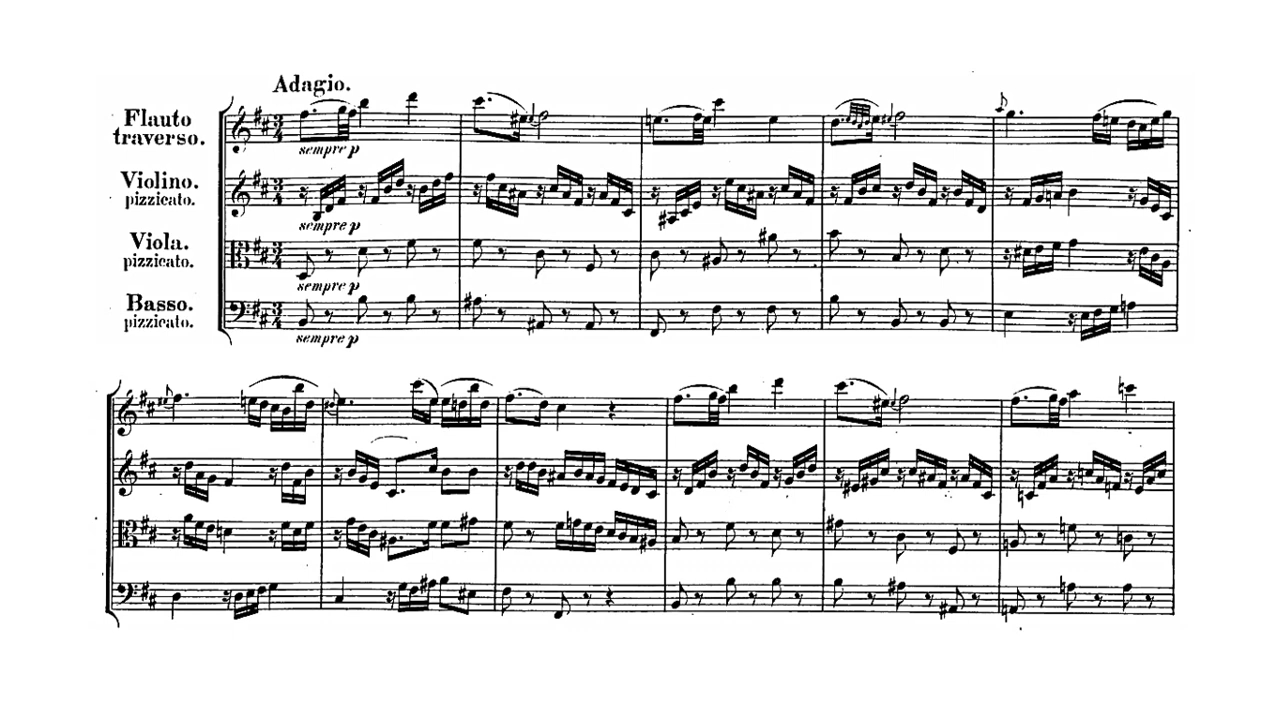 Adagio.
Flauto
traverso.
sempre p
Violino.
pizzicato.
sempre p
Viola.
pizzicato.
sempre p
Basso.
pizzicato.
sempre p